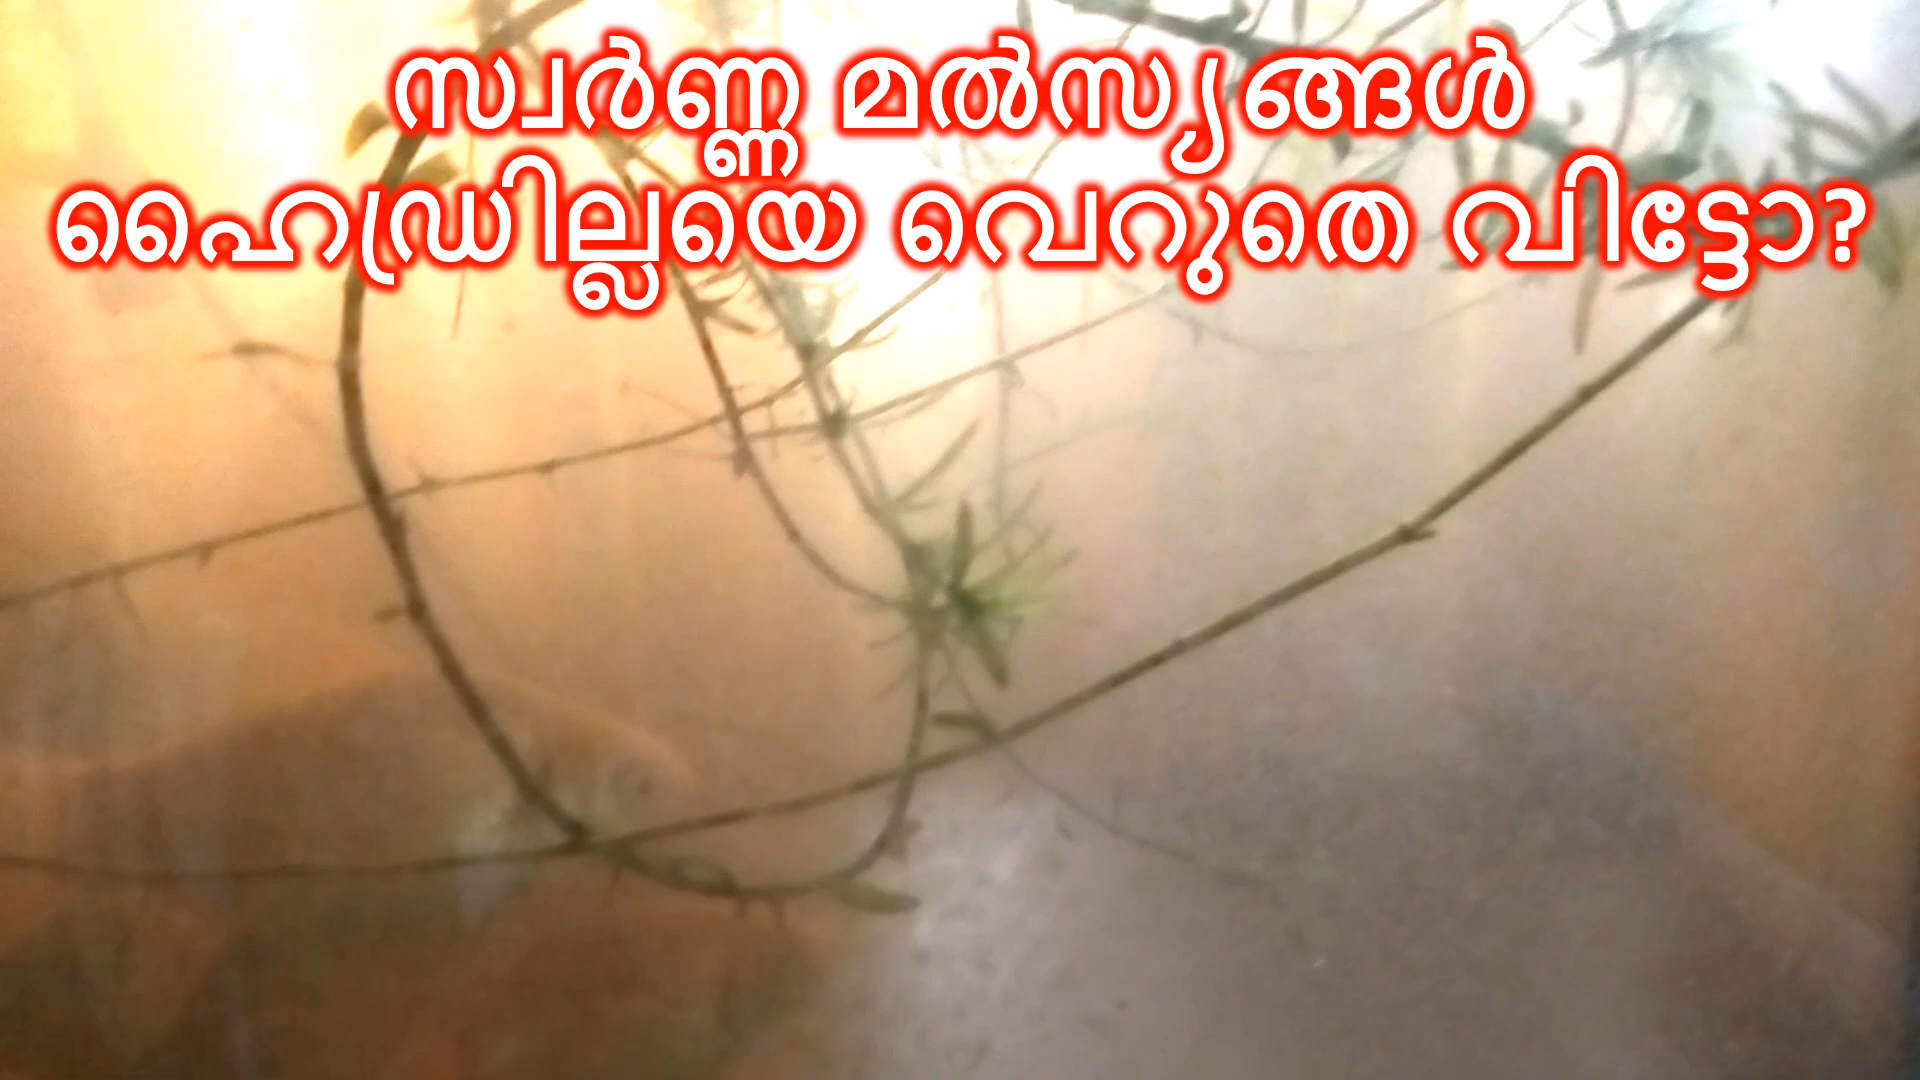 സ്വർണ്ണ മൽസ്യങ്ങൾ
ഹൈഡ്രില്ലയെ വെറുതെ വിട്ടോ?